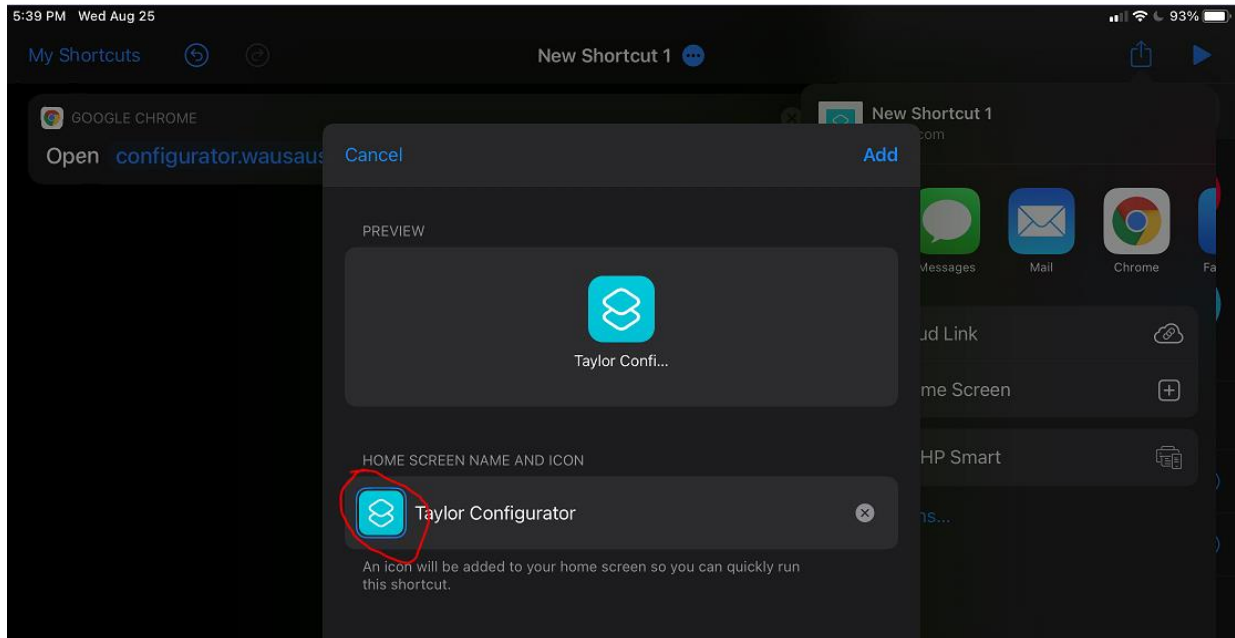 5:39 PM Wed Aug 25
93%
My Shortcuts
New Shortcut 1
GOOGLE CHROME
Open configurator.wausaus
New Shortcut 1
com
Cancel
Add
PREVIEW
Taylor Confi...
Messages
Mail
Chrome
Fa
ud Link
me Screen
HP Smart
ns...
HOME SCREEN NAME AND ICON
Taylor Configurator
An icon will be added to your home screen so you can quickly run
this shortcut.